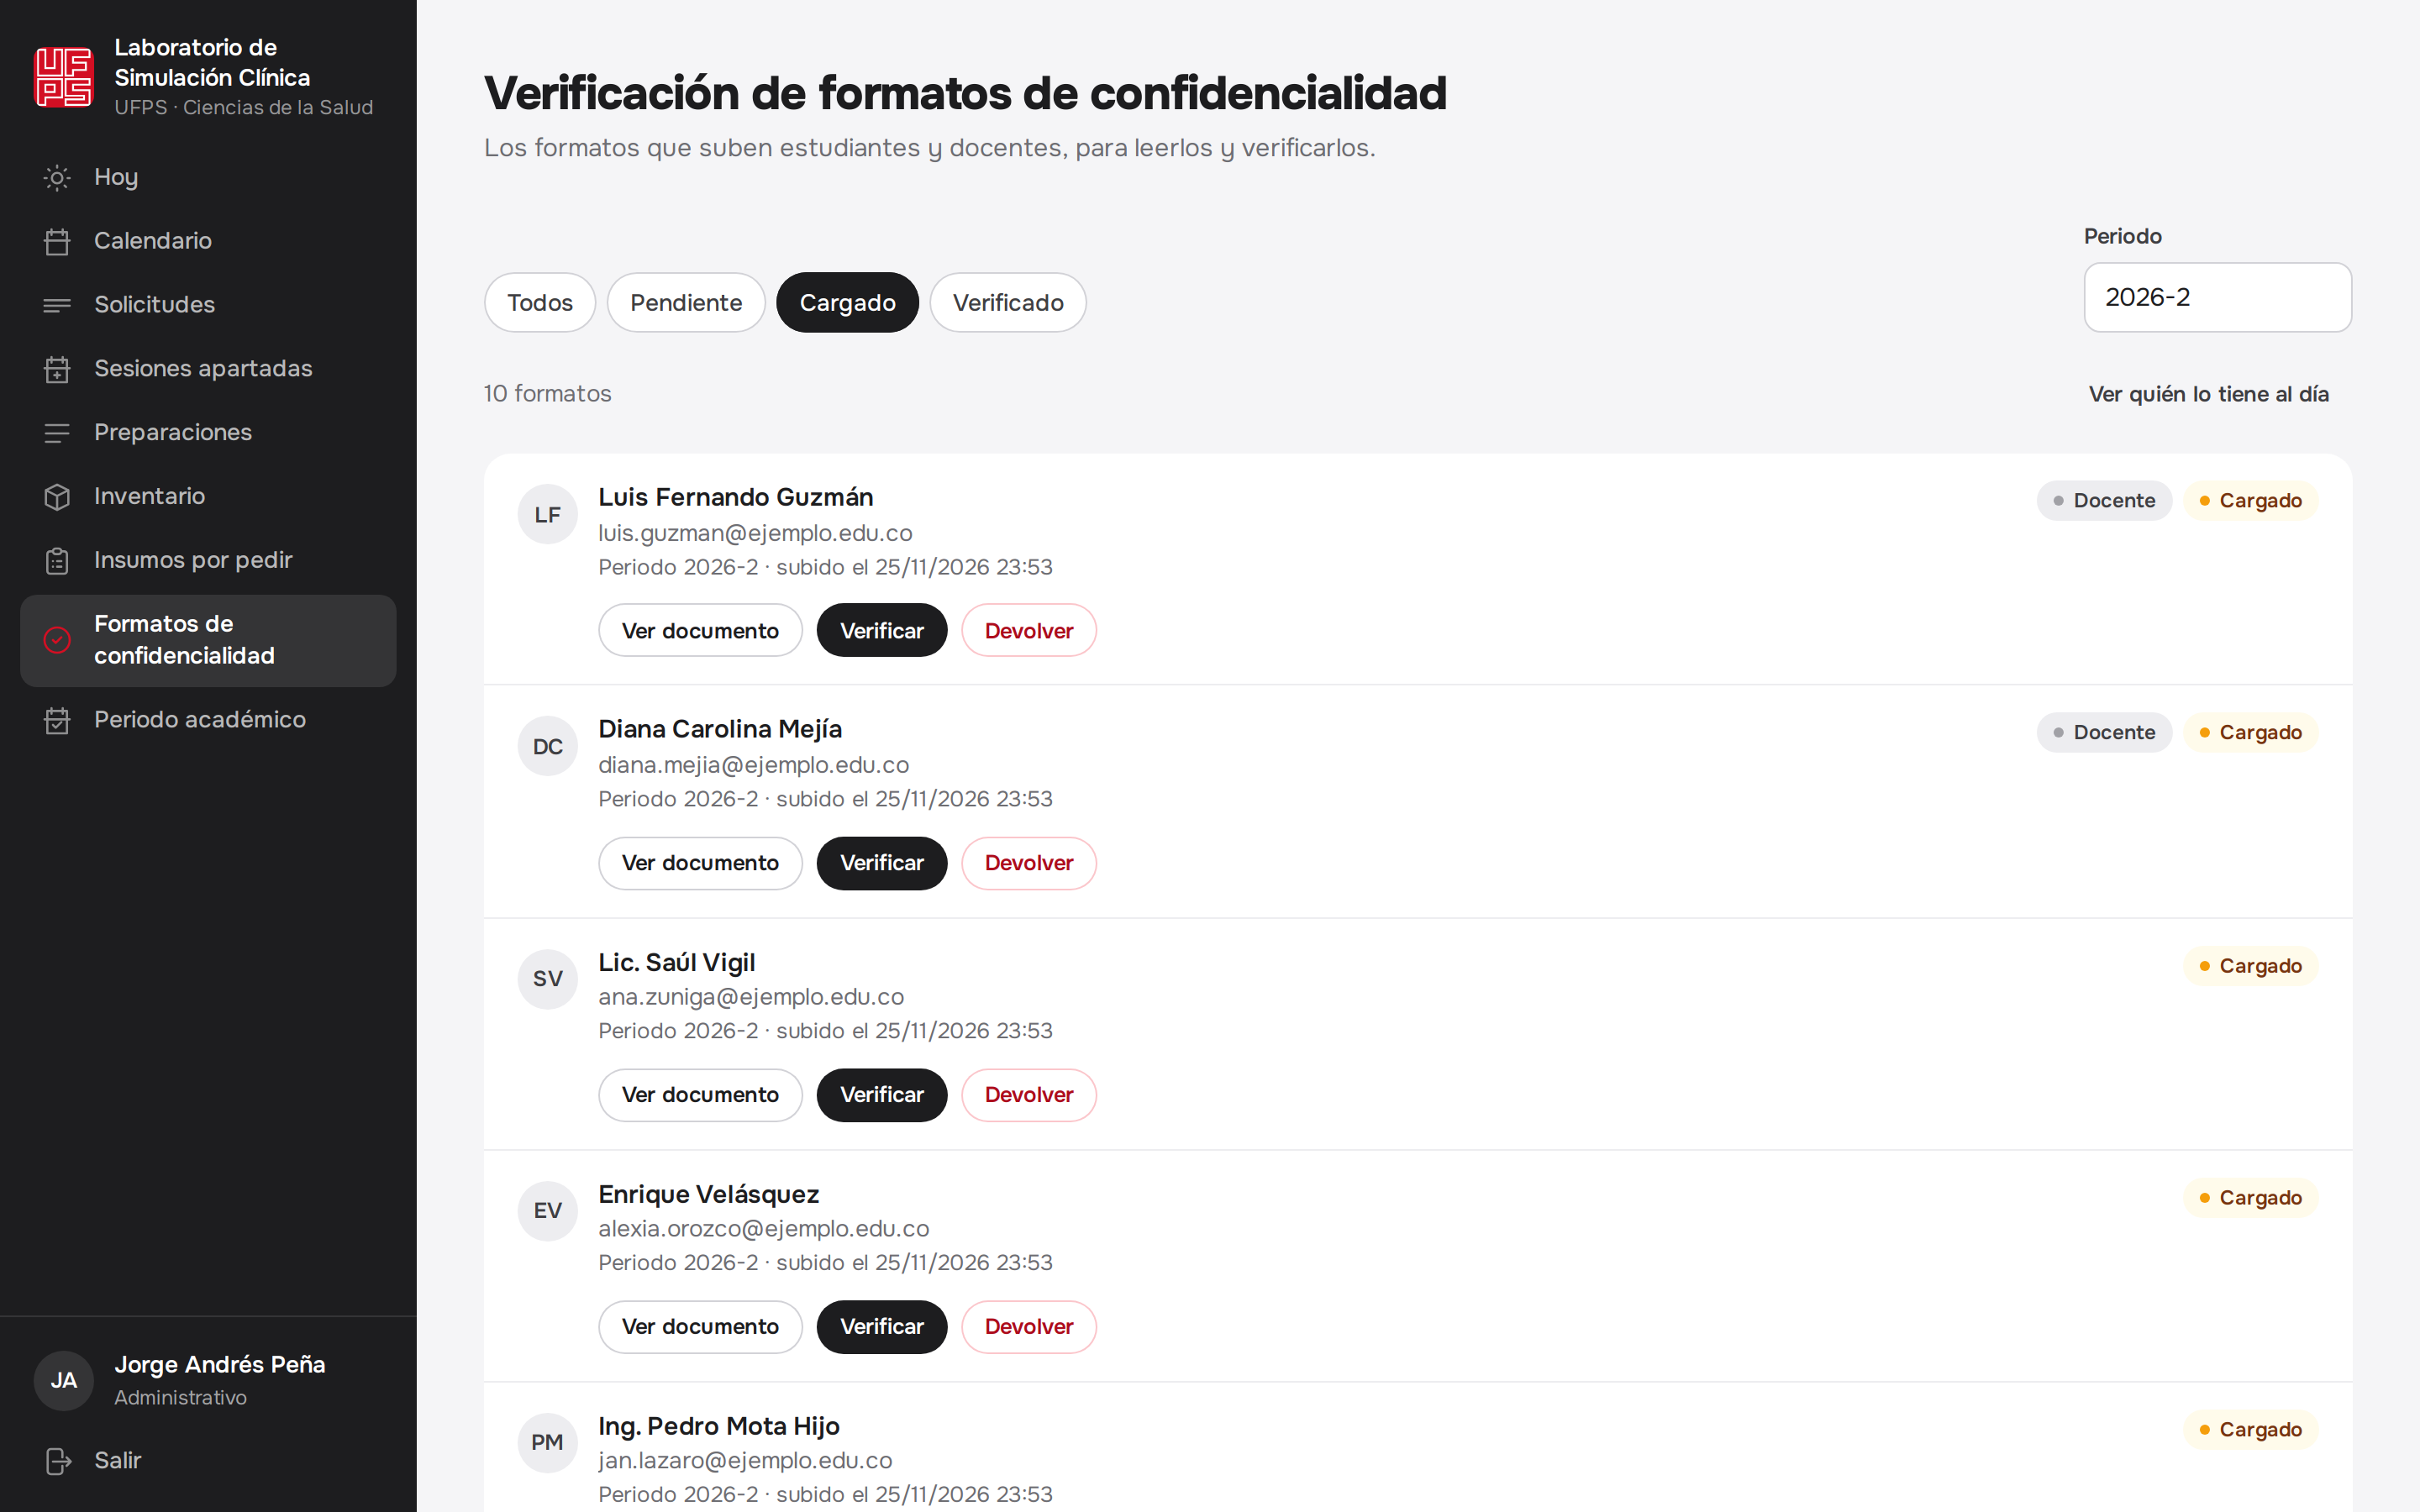 UFPS
Laboratorio de
Simulación Clínica
UFPS · Ciencias de la Salud
Hoy
Calendario
Solicitudes
Sesiones apartadas
Preparaciones
Inventario
Insumos por pedir
Formatos de
confidencialidad
Periodo académico
JA
Jorge Andrés Peña
Administrativo
Salir
Verificación de formatos de confidencialidad
Los formatos que suben estudiantes y docentes, para leerlos y verificarlos.
Periodo
Todos Pendiente Cargado Verificado 2026-2
10 formatos Ver quién lo tiene al día
LF Luis Fernando Guzmán Docente Cargado
luis.guzman@ejemplo.edu.co
Periodo 2026-2 · subido el 25/11/2026 23:53
Ver documento Verificar Devolver
DC Diana Carolina Mejía Docente Cargado
diana.mejia@ejemplo.edu.co
Periodo 2026-2 · subido el 25/11/2026 23:53
Ver documento Verificar Devolver
SV Lic. Saúl Vigil Cargado
ana.zuniga@ejemplo.edu.co
Periodo 2026-2 · subido el 25/11/2026 23:53
Ver documento Verificar Devolver
EV Enrique Velásquez Cargado
alexia.orozco@ejemplo.edu.co
Periodo 2026-2 · subido el 25/11/2026 23:53
Ver documento Verificar Devolver
PM Ing. Pedro Mota Hijo Cargado
jan.lazaro@ejemplo.edu.co
Periodo 2026-2 · subido el 25/11/2026 23:53